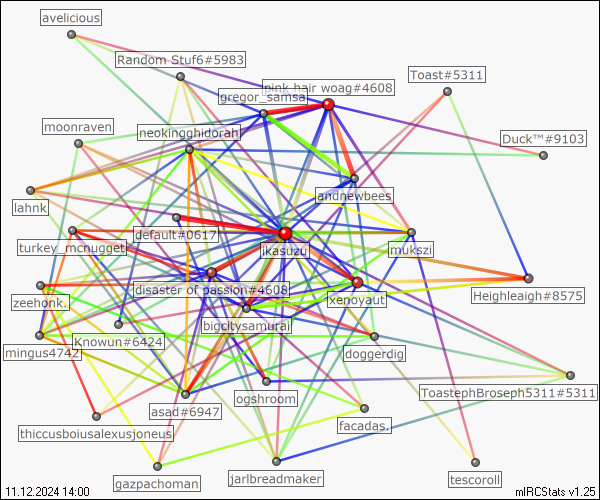 avelicious
Random Stuf6#5983
Toast#5311
pink hair woag#4608
gregor_samsa
moonraven
neokingghidorah
Duck™#9103
andnewbees
lahnk
default#0617
turkey_mcnugget
ikasuzu
mukszi
disaster of passion#4608
xenoyaut
Heighleaigh#8575
zeehonk.
bigcitysamurai
Knowun#6424
mingus4742
doggerdig
ogshroom
ToastephBroseph5311#5311
asad#6947
thiccusboiusalexusjoneus
facadas.
gazpachoman
jarlbreadmaker
tescoroll
11.12.2024 14:00
mIRCStats v1.25